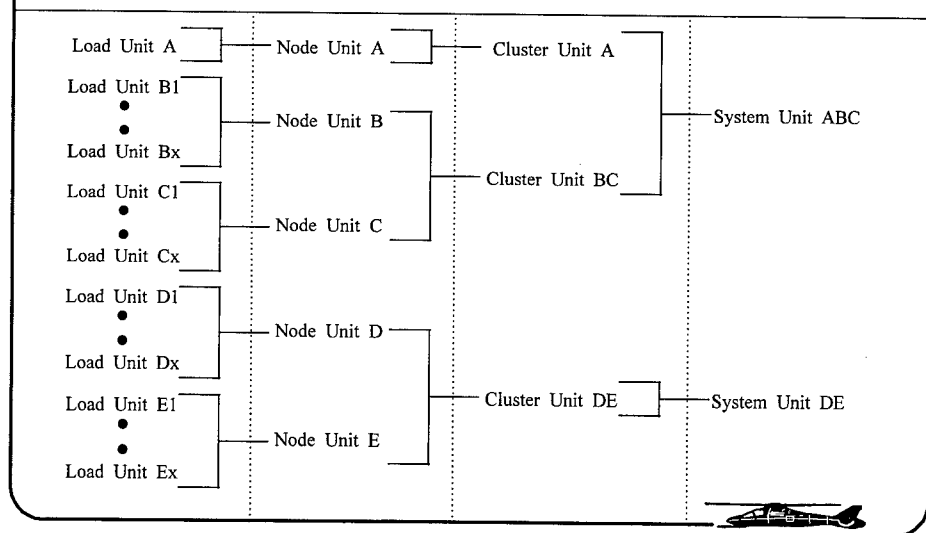 Load Unit A Node Unit A Cluster Unit A
Load Unit B1
Node Unit B System Unit ABC
Load Unit Bx
Cluster Unit BC
Load Unit C1
Node Unit C
Load Unit Cx
Load Unit D1
Node Unit D
Load Unit Dx
Cluster Unit DE System Unit DE
Load Unit E1
Node Unit E
Load Unit Ex